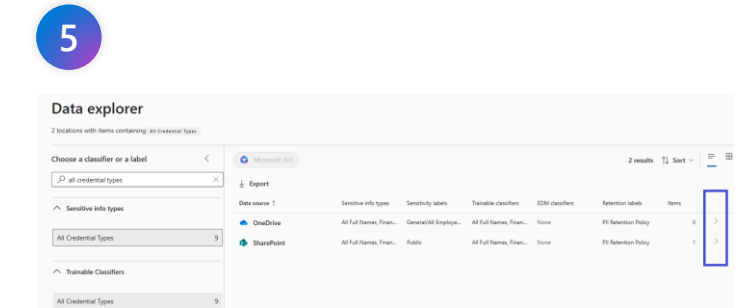 5
Data explorer
2 locations with items containing All Credential Types
Choose a classifier or a label
all credential types
Sensitive info types
All Credential Types 9
Trainable Classifiers
All Credential Types 9
Microsoft 365
2 results Sort
Export
Data source ↑ Sensitive info types Sensitivity labels Trainable classifiers EDM classifiers Retention labels Items
OneDrive All Full Names, Finan... General/All Employe... All Full Names, Finan... None PII Retention Policy 8
SharePoint All Full Names, Finan... Public All Full Names, Finan... None PII Retention Policy 1